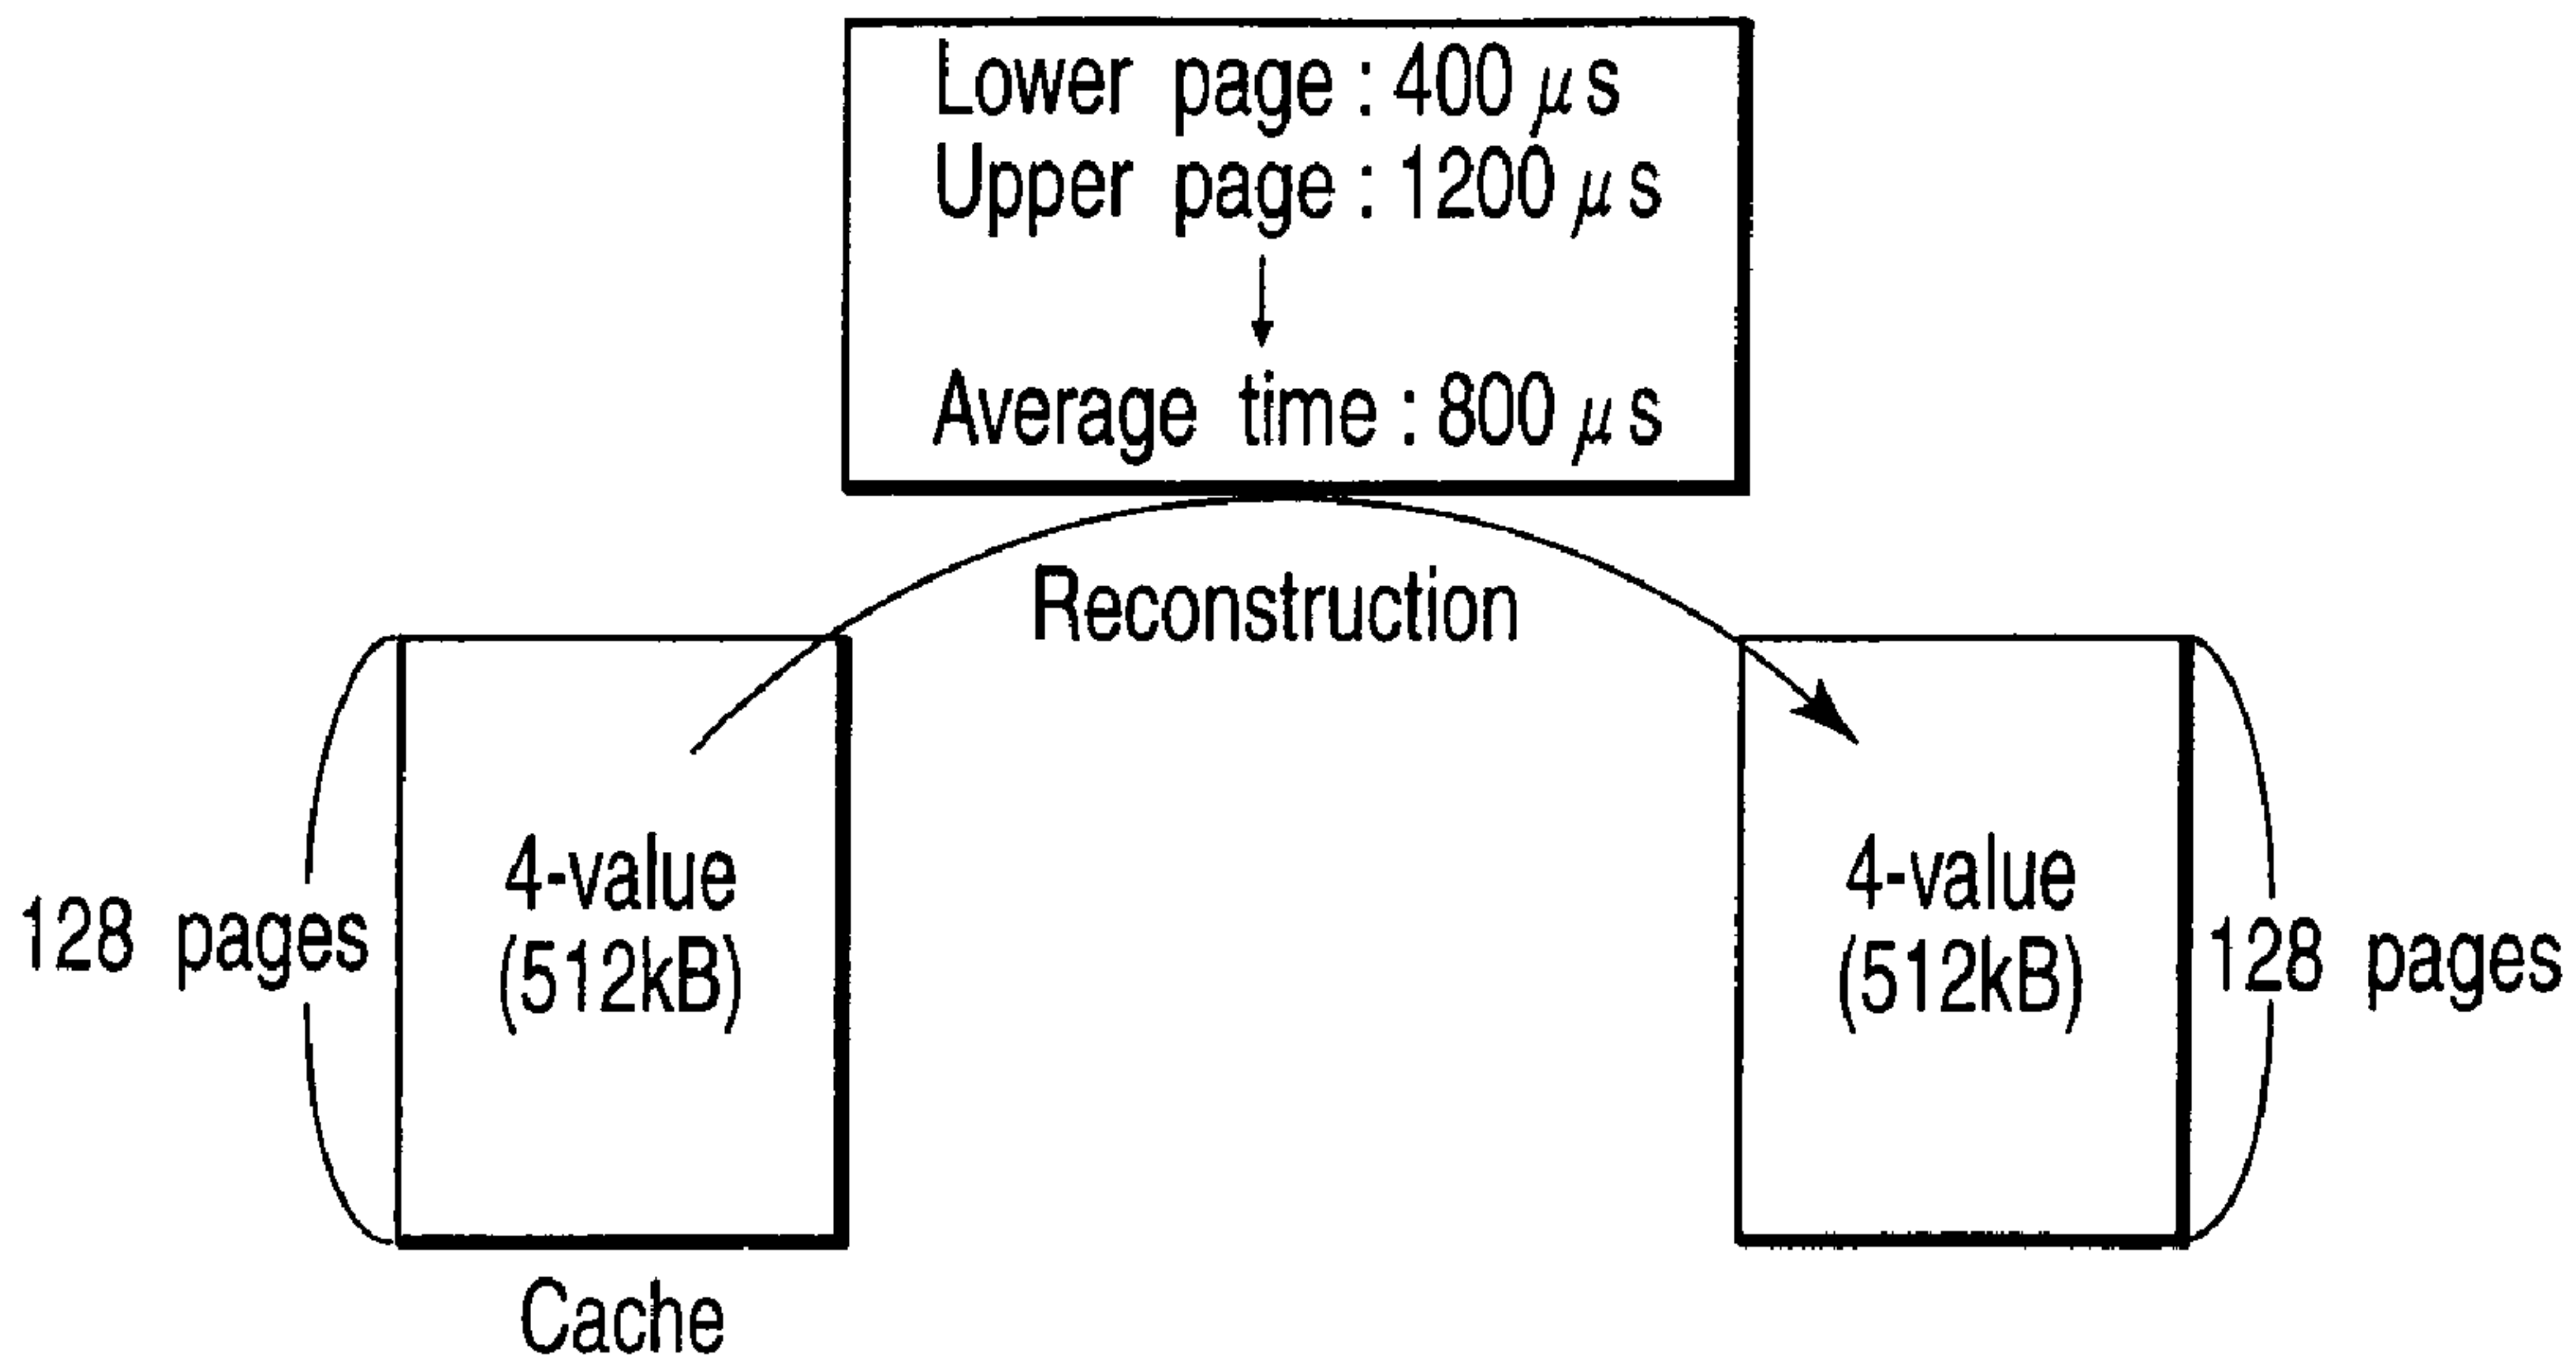 Lower page : 400 μs
Upper page : 1200 μs
Average time : 800 μs
Reconstruction
128 pages
4-value
(512kB)
4-value
(512kB)
128 pages
Cache